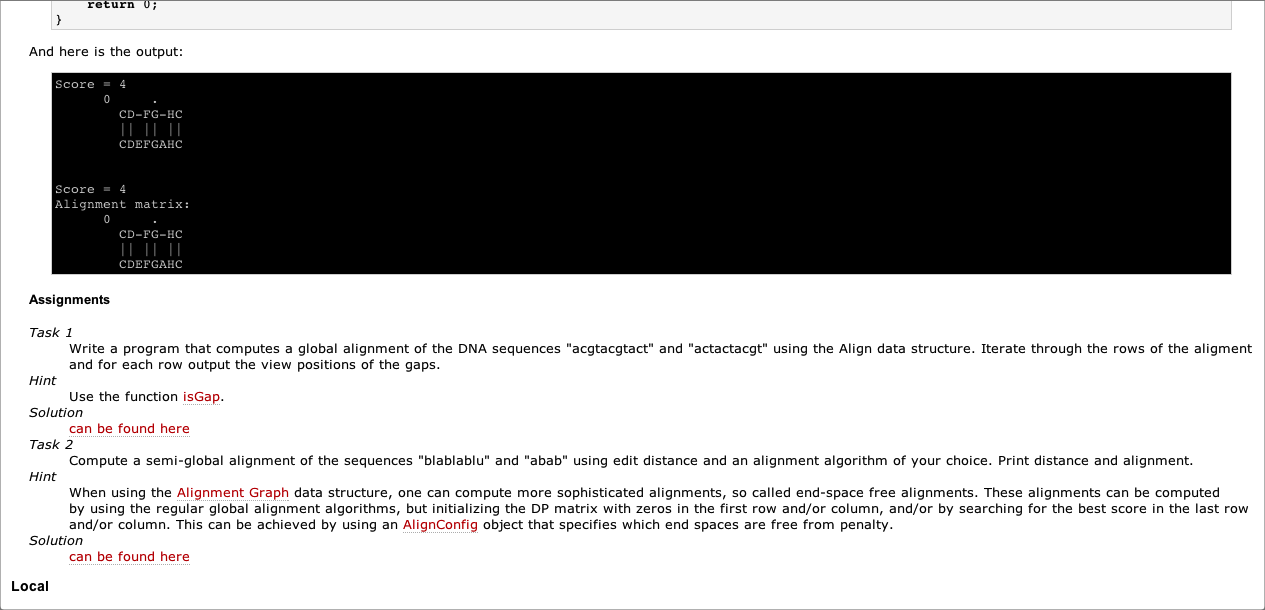 return 0;
}
And here is the output:
Score = 4
0     .
CD-FG-HC
|| || ||
CDEFGAHC
Score = 4
Alignment matrix:
0     .
CD-FG-HC
|| || ||
CDEFGAHC
Assignments
Task 1
Write a program that computes a global alignment of the DNA sequences "acgtacgtact" and "actactacgt" using the Align data structure. Iterate through the rows of the aligment
and for each row output the view positions of the gaps.
Hint
Use the function isGap.
Solution
can be found here
Task 2
Compute a semi-global alignment of the sequences "blablablu" and "abab" using edit distance and an alignment algorithm of your choice. Print distance and alignment.
Hint
When using the Alignment Graph data structure, one can compute more sophisticated alignments, so called end-space free alignments. These alignments can be computed
by using the regular global alignment algorithms, but initializing the DP matrix with zeros in the first row and/or column, and/or by searching for the best score in the last row
and/or column. This can be achieved by using an AlignConfig object that specifies which end spaces are free from penalty.
Solution
can be found here
Local